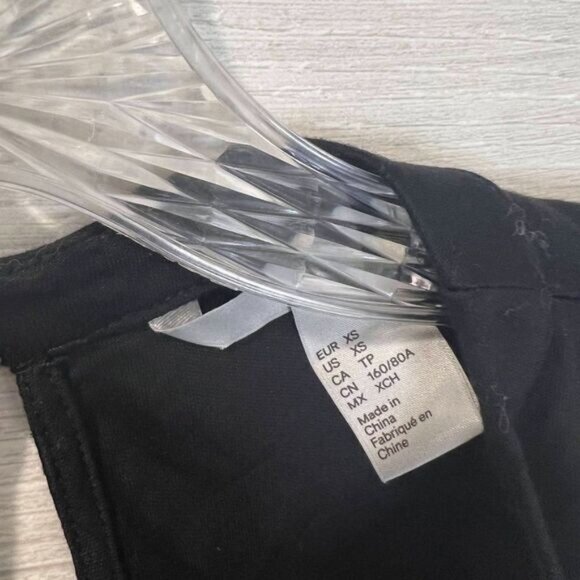 EUR XS
US XS
CA TP
CN 160/80A
MX XCH
Made in
China
Fabriqué en
Chine